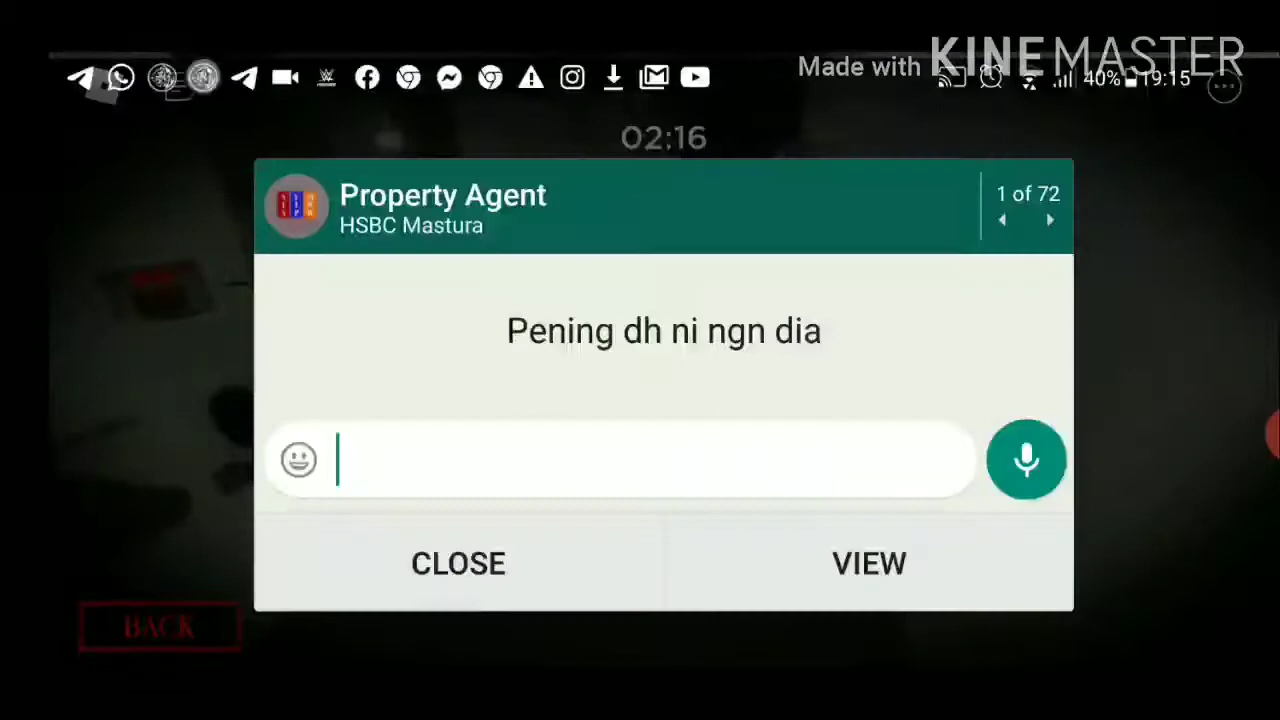 Made with KINEMASTER
40% 19:15
02:16
Property Agent
HSBC Mastura
1 of 72
Pening dh ni ngn dia
CLOSE
VIEW
BACK